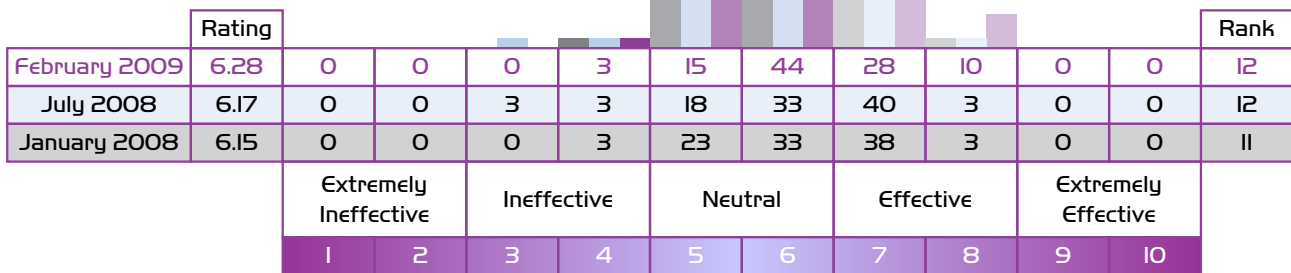 Rating Rank
February 2009 6.28 0 0 0 3 15 44 28 10 0 0 12
July 2008 6.17 0 0 3 3 18 33 40 3 0 0 12
January 2008 6.15 0 0 0 3 23 33 38 3 0 0 11
Extremely Ineffective Neutral Effective Extremely
Ineffective Effective
1 2 3 4 5 6 7 8 9 10